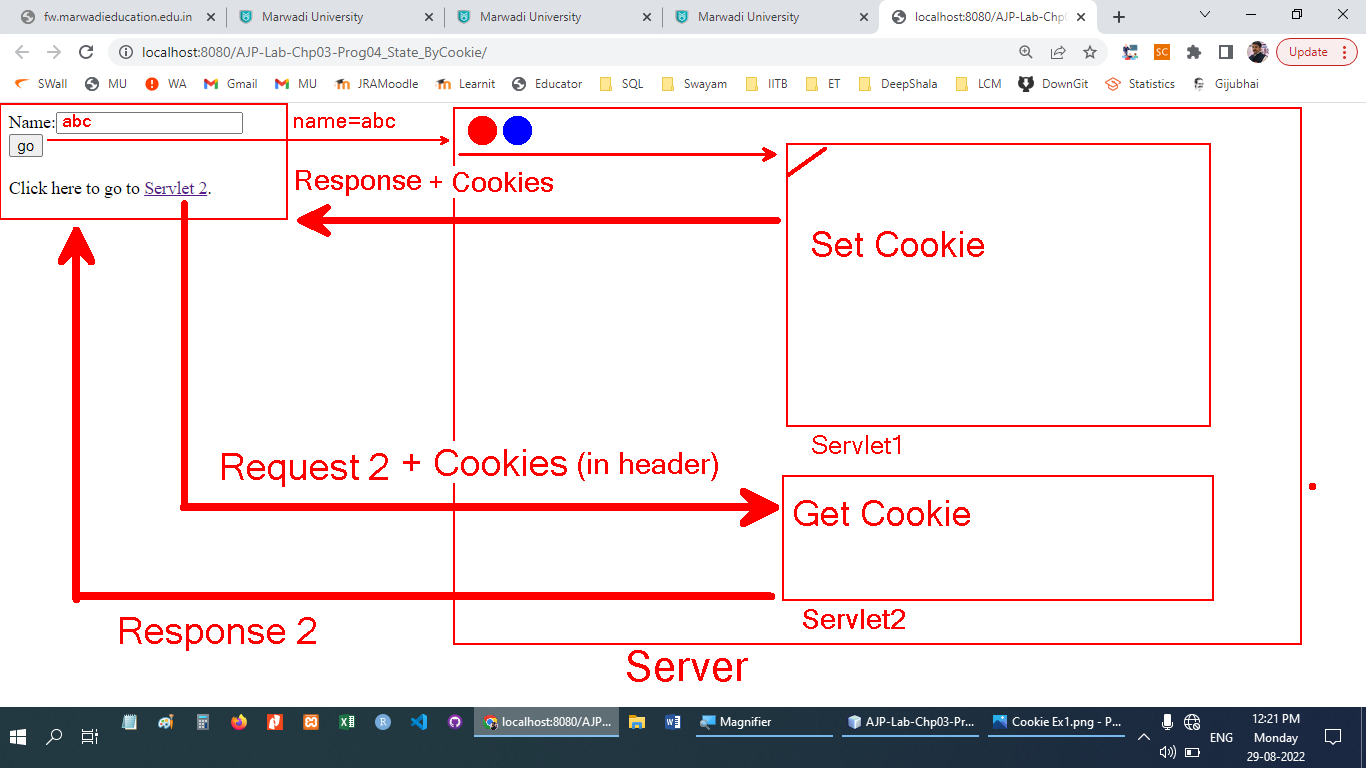 fw.marwadieducation.edu.in
Marwadi University
Marwadi University
Marwadi University
localhost:8080/AJP-Lab-Chp0
localhost:8080/AJP-Lab-Chp03-Prog04_State_ByCookie/
SC
Update
SWall
MU
WA
Gmail
MU
JRAMoodle
Learnit
Educator
SQL
Swayam
IITB
ET
DeepShala
LCM
DownGit
Statistics
Gijubhai
Name: abc
name=abc
go
Click here to go to Servlet 2.
Response + Cookies
Set Cookie
Servlet1
Request 2 + Cookies (in header)
Get Cookie
Servlet2
Response 2
Server
localhost:8080/AJP...
Magnifier
AJP-Lab-Chp03-Pr...
Cookie Ex1.png - P...
ENG
12:21 PM
Monday
29-08-2022